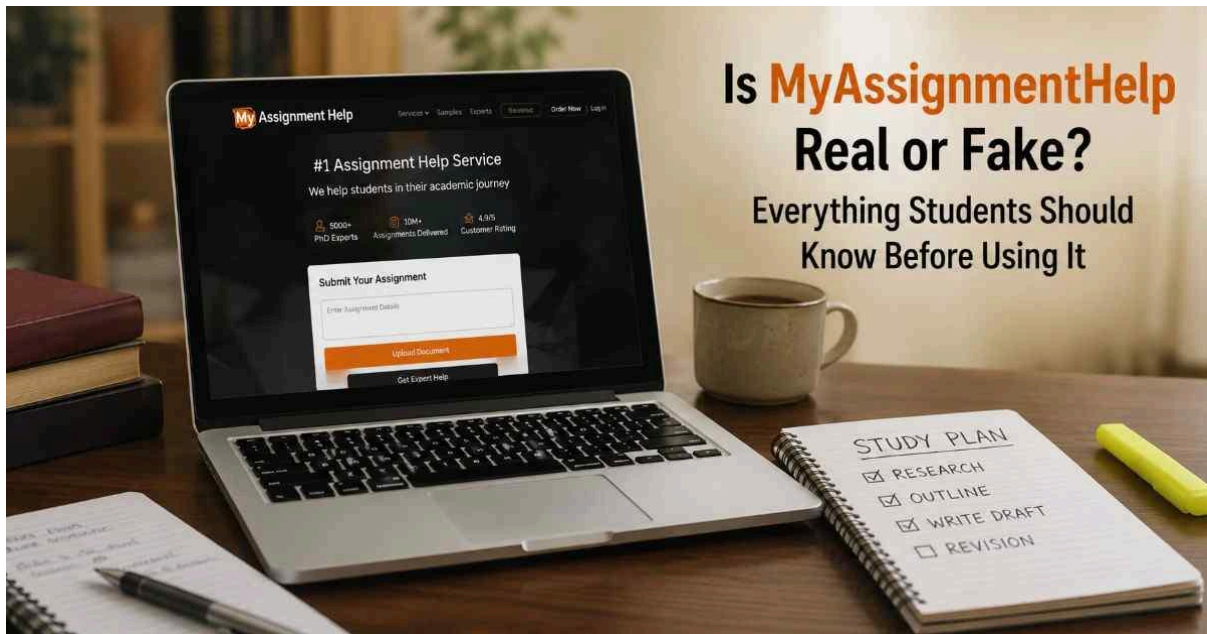 My Assignment Help
Services Samples Experts Reviews Order Now Login
#1 Assignment Help Service
We help students in their academic journey
5000+ 10M+ 4.9/5
PhD Experts Assignments Delivered Customer Rating
Submit Your Assignment
Enter Assignment Details
Upload Document
Get Expert Help
Is MyAssignmentHelp
Real or Fake?
Everything Students Should
Know Before Using It
STUDY PLAN
RESEARCH
OUTLINE
WRITE DRAFT
REVISION